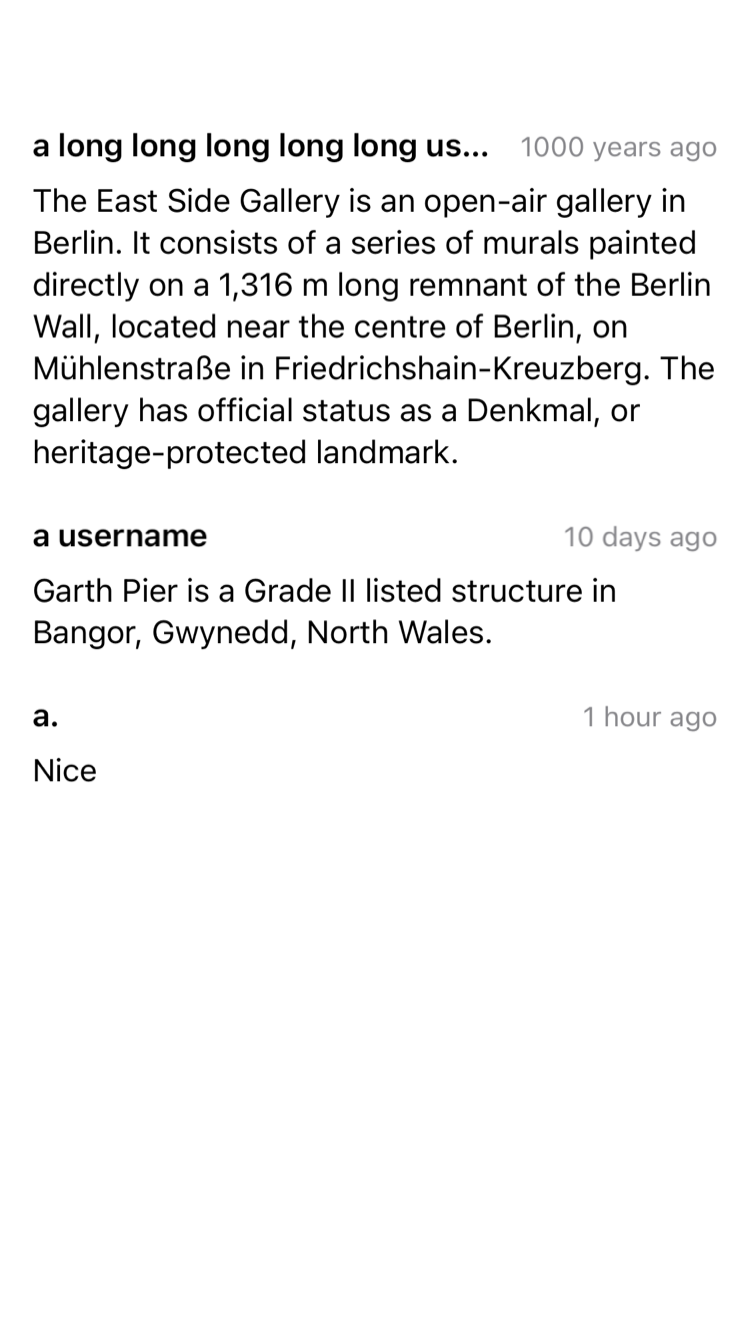 a long long long long long us... 1000 years ago
The East Side Gallery is an open-air gallery in
Berlin. It consists of a series of murals painted
directly on a 1,316 m long remnant of the Berlin
Wall, located near the centre of Berlin, on
Mühlenstraße in Friedrichshain-Kreuzberg. The
gallery has official status as a Denkmal, or
heritage-protected landmark.
a username 10 days ago
Garth Pier is a Grade II listed structure in
Bangor, Gwynedd, North Wales.
a. 1 hour ago
Nice